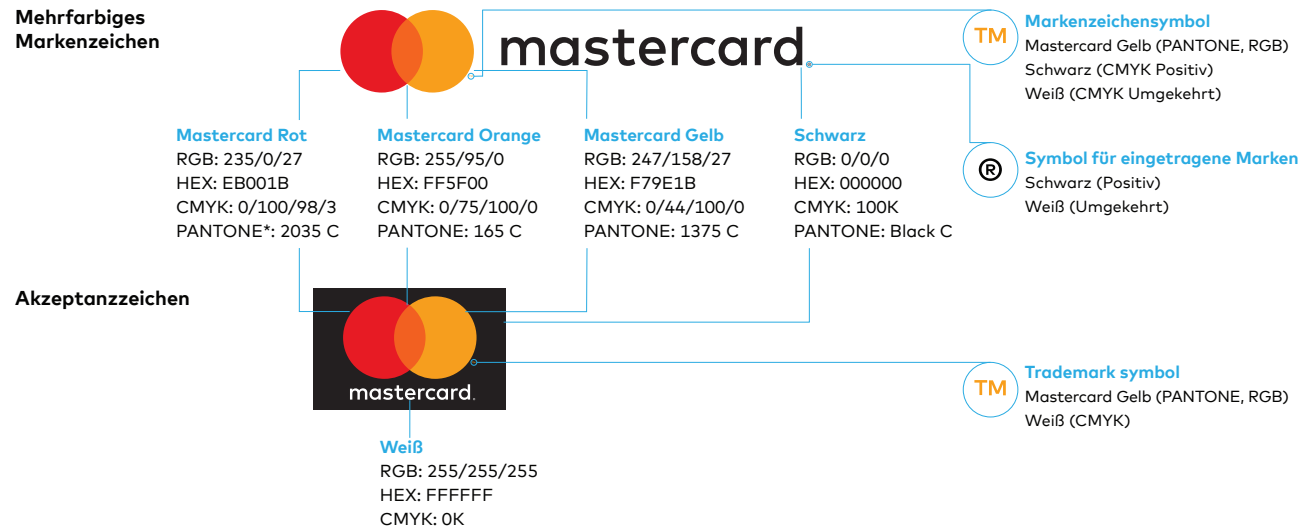 Mehrfarbiges
Markenzeichen
mastercard.
TM
Markenzeichensymbol
Mastercard Gelb (PANTONE, RGB)
Schwarz (CMYK Positiv)
Weiß (CMYK Umgekehrt)
Mastercard Rot
RGB: 235/0/27
HEX: EB001B
CMYK: 0/100/98/3
PANTONE*: 2035 C
Mastercard Orange
RGB: 255/95/0
HEX: FF5F00
CMYK: 0/75/100/0
PANTONE: 165 C
Mastercard Gelb
RGB: 247/158/27
HEX: F79E1B
CMYK: 0/44/100/0
PANTONE: 1375 C
Schwarz
RGB: 0/0/0
HEX: 000000
CMYK: 100K
PANTONE: Black C
®
Symbol für eingetragene Marken
Schwarz (Positiv)
Weiß (Umgekehrt)
Akzeptanzzeichen
mastercard.
TM
Trademark symbol
Mastercard Gelb (PANTONE, RGB)
Weiß (CMYK)
Weiß
RGB: 255/255/255
HEX: FFFFFF
CMYK: 0K